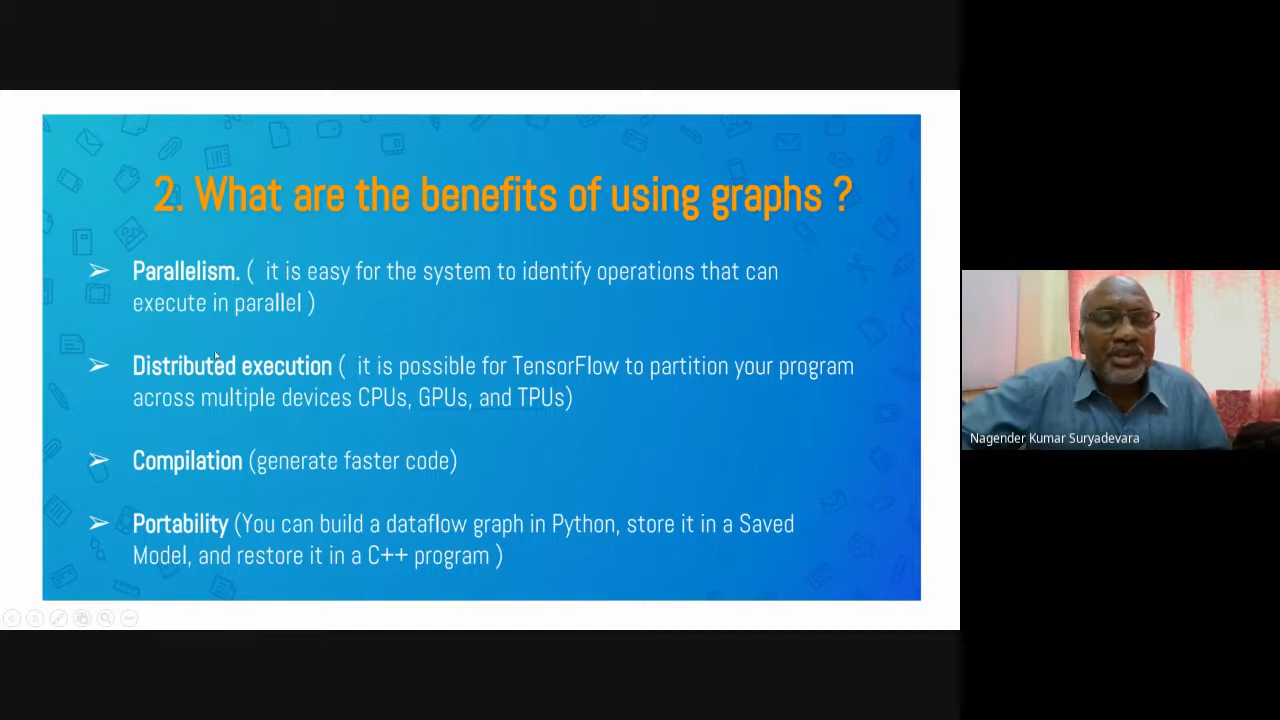 2. What are the benefits of using graphs ?
➢ Parallelism. ( it is easy for the system to identify operations that can
execute in parallel )
➢ Distributed execution ( it is possible for TensorFlow to partition your program
across multiple devices CPUs, GPUs, and TPUs)
➢ Compilation (generate faster code)
➢ Portability (You can build a dataflow graph in Python, store it in a Saved
Model, and restore it in a C++ program )
Nagender Kumar Suryadevara